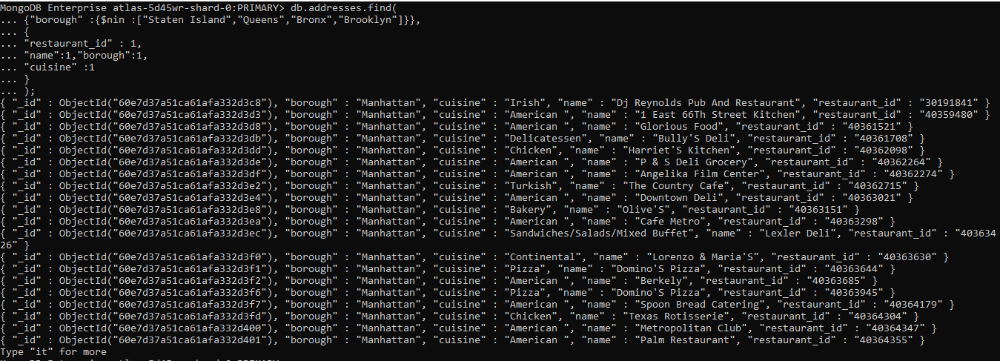 MongoDB Enterprise atlas-5d45wr-shard-0:PRIMARY> db.addresses.find(
... {"borough" :{$nin :["Staten Island","Queens","Bronx","Brooklyn"]}},
... {
... "restaurant_id" : 1,
... "name":1,"borough":1,
... "cuisine" :1
... }
... );
{ "_id" : ObjectId("60e7d37a51ca61afa332d3c8"), "borough" : "Manhattan", "cuisine" : "Irish", "name" : "Dj Reynolds Pub And Restaurant", "restaurant_id" : "30191841" }
{ "_id" : ObjectId("60e7d37a51ca61afa332d3d3"), "borough" : "Manhattan", "cuisine" : "American ", "name" : "1 East 66Th Street Kitchen", "restaurant_id" : "40359480" }
{ "_id" : ObjectId("60e7d37a51ca61afa332d3d8"), "borough" : "Manhattan", "cuisine" : "American ", "name" : "Glorious Food", "restaurant_id" : "40361521" }
{ "_id" : ObjectId("60e7d37a51ca61afa332d3db"), "borough" : "Manhattan", "cuisine" : "Delicatessen", "name" : "Bully'S Deli", "restaurant_id" : "40361708" }
{ "_id" : ObjectId("60e7d37a51ca61afa332d3dd"), "borough" : "Manhattan", "cuisine" : "Chicken", "name" : "Harriet'S Kitchen", "restaurant_id" : "40362098" }
{ "_id" : ObjectId("60e7d37a51ca61afa332d3de"), "borough" : "Manhattan", "cuisine" : "American ", "name" : "P & S Deli Grocery", "restaurant_id" : "40362264" }
{ "_id" : ObjectId("60e7d37a51ca61afa332d3df"), "borough" : "Manhattan", "cuisine" : "American ", "name" : "Angelika Film Center", "restaurant_id" : "40362274" }
{ "_id" : ObjectId("60e7d37a51ca61afa332d3e2"), "borough" : "Manhattan", "cuisine" : "Turkish", "name" : "The Country Cafe", "restaurant_id" : "40362715" }
{ "_id" : ObjectId("60e7d37a51ca61afa332d3e4"), "borough" : "Manhattan", "cuisine" : "American ", "name" : "Downtown Deli", "restaurant_id" : "40363021" }
{ "_id" : ObjectId("60e7d37a51ca61afa332d3e8"), "borough" : "Manhattan", "cuisine" : "Bakery", "name" : "Olive'S", "restaurant_id" : "40363151" }
{ "_id" : ObjectId("60e7d37a51ca61afa332d3ea"), "borough" : "Manhattan", "cuisine" : "American ", "name" : "Cafe Metro", "restaurant_id" : "40363298" }
{ "_id" : ObjectId("60e7d37a51ca61afa332d3ec"), "borough" : "Manhattan", "cuisine" : "Sandwiches/Salads/Mixed Buffet", "name" : "Lexler Deli", "restaurant_id" : "403634
26" }
{ "_id" : ObjectId("60e7d37a51ca61afa332d3f0"), "borough" : "Manhattan", "cuisine" : "Continental", "name" : "Lorenzo & Maria'S", "restaurant_id" : "40363630" }
{ "_id" : ObjectId("60e7d37a51ca61afa332d3f1"), "borough" : "Manhattan", "cuisine" : "Pizza", "name" : "Domino'S Pizza", "restaurant_id" : "40363644" }
{ "_id" : ObjectId("60e7d37a51ca61afa332d3f2"), "borough" : "Manhattan", "cuisine" : "American ", "name" : "Berkely", "restaurant_id" : "40363685" }
{ "_id" : ObjectId("60e7d37a51ca61afa332d3f6"), "borough" : "Manhattan", "cuisine" : "Pizza", "name" : "Domino'S Pizza", "restaurant_id" : "40363945" }
{ "_id" : ObjectId("60e7d37a51ca61afa332d3f7"), "borough" : "Manhattan", "cuisine" : "American ", "name" : "Spoon Bread Catering", "restaurant_id" : "40364179" }
{ "_id" : ObjectId("60e7d37a51ca61afa332d3fd"), "borough" : "Manhattan", "cuisine" : "Chicken", "name" : "Texas Rotisserie", "restaurant_id" : "40364304" }
{ "_id" : ObjectId("60e7d37a51ca61afa332d400"), "borough" : "Manhattan", "cuisine" : "American ", "name" : "Metropolitan Club", "restaurant_id" : "40364347" }
{ "_id" : ObjectId("60e7d37a51ca61afa332d401"), "borough" : "Manhattan", "cuisine" : "American ", "name" : "Palm Restaurant", "restaurant_id" : "40364355" }
Type "it" for more